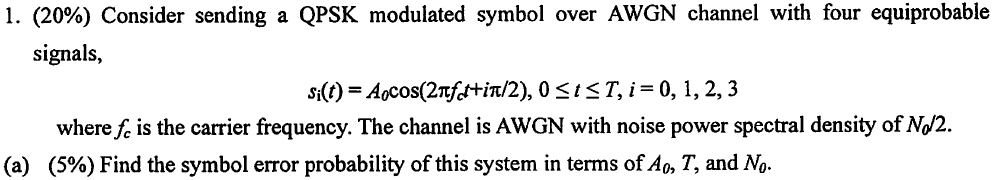 1. (20%) Consider sending a QPSK modulated symbol over AWGN channel with four equiprobable
signals,
sᵢ(t) = A₀cos(2πf_c t+iπ/2), 0 ≤ t ≤ T, i = 0, 1, 2, 3
where f_c is the carrier frequency. The channel is AWGN with noise power spectral density of N₀/2.
(a) (5%) Find the symbol error probability of this system in terms of A₀, T, and N₀.